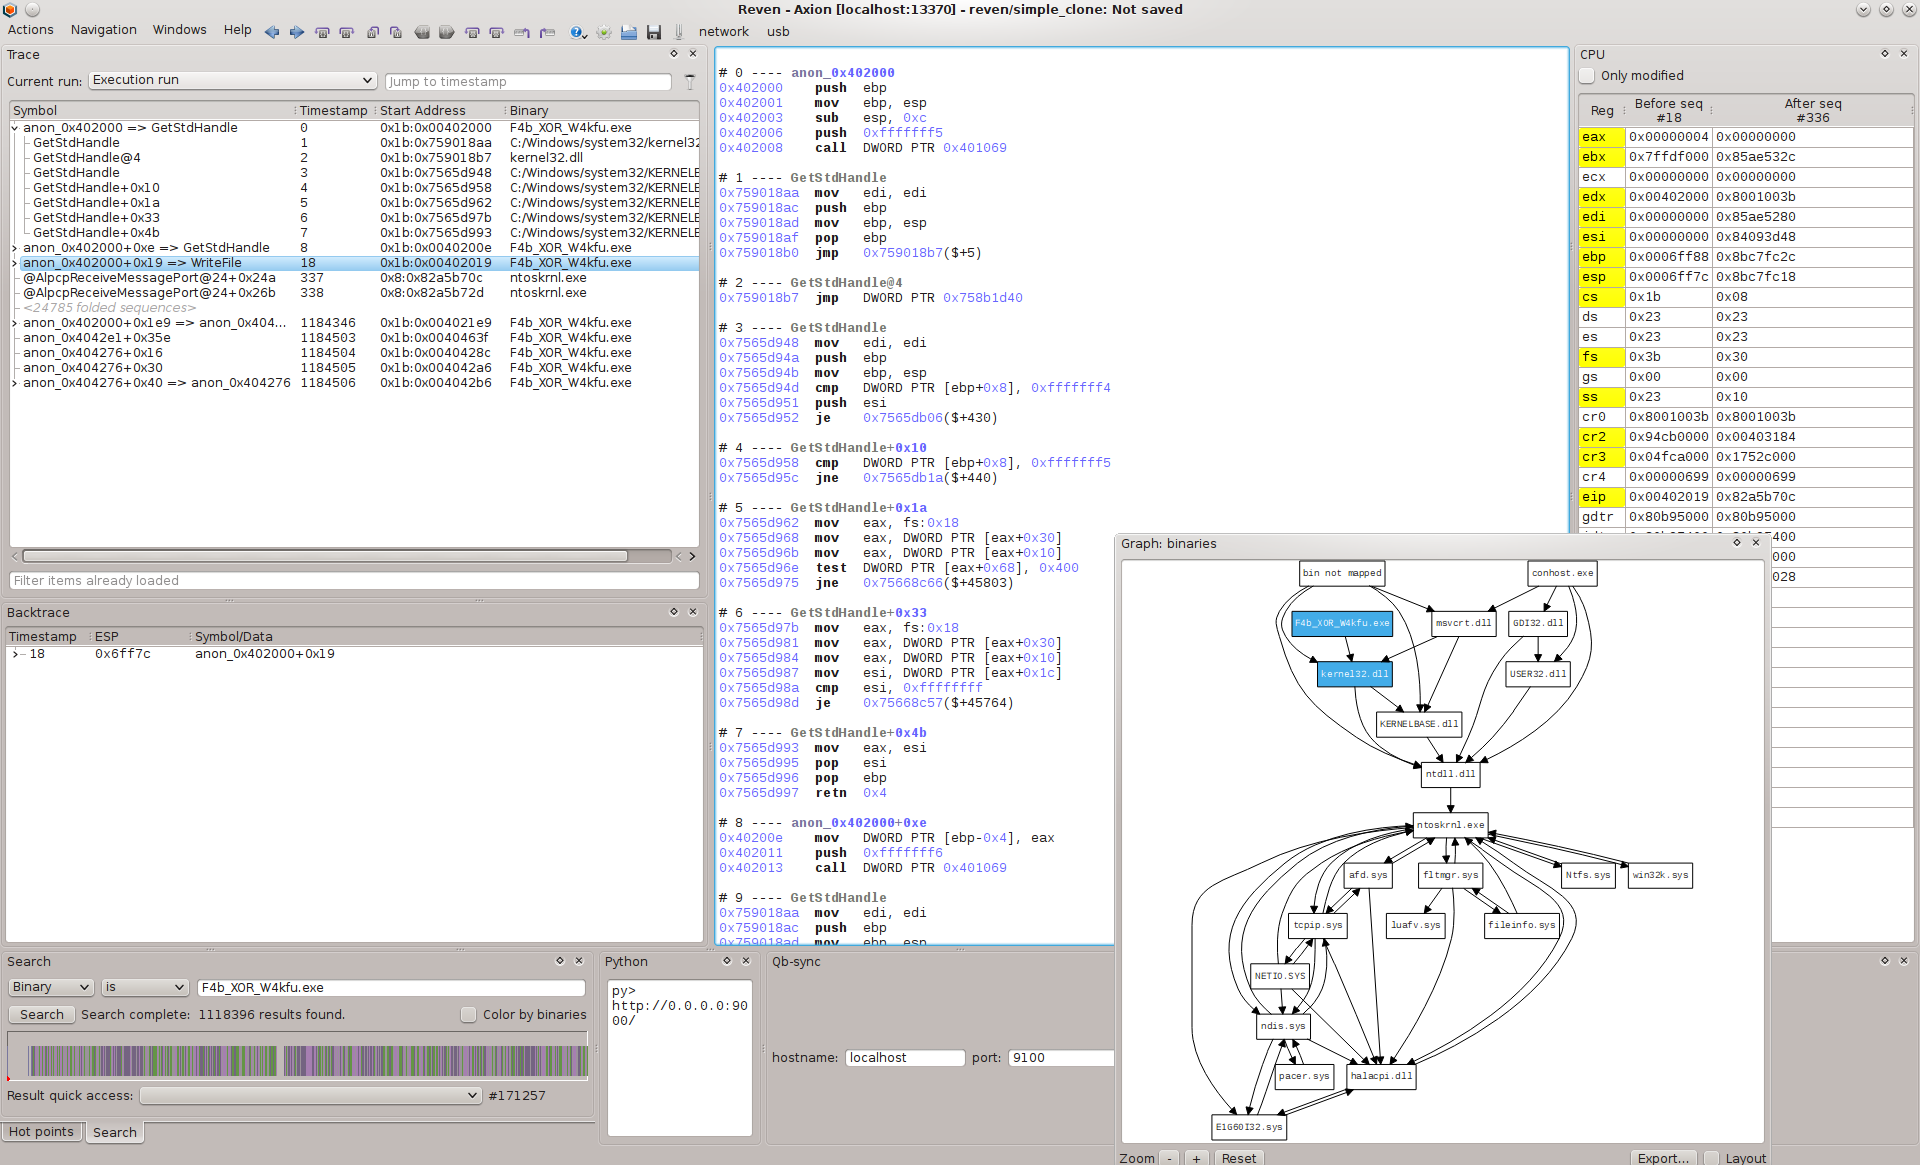 Reven - Axion [localhost:13370] - reven/simple_clone: Not saved
Actions Navigation Windows Help network usb
Trace
Current run: Execution run Jump to timestamp
Symbol Timestamp Start Address Binary
anon_0x402000 => GetStdHandle 0 0x1b:0x00402000 F4b_XOR_W4kfu.exe
GetStdHandle 1 0x1b:0x759018aa C:/Windows/system32/kernel32
GetStdHandle@4 2 0x1b:0x759018b7 kernel32.dll
GetStdHandle 3 0x1b:0x7565d948 C:/Windows/system32/KERNELE
GetStdHandle+0x10 4 0x1b:0x7565d958 C:/Windows/system32/KERNELE
GetStdHandle+0x1a 5 0x1b:0x7565d962 C:/Windows/system32/KERNELE
GetStdHandle+0x33 6 0x1b:0x7565d97b C:/Windows/system32/KERNELE
GetStdHandle+0x4b 7 0x1b:0x7565d993 C:/Windows/system32/KERNELE
anon_0x402000+0xe => GetStdHandle 8 0x1b:0x0040200e F4b_XOR_W4kfu.exe
anon_0x402000+0x19 => WriteFile 18 0x1b:0x00402019 F4b_XOR_W4kfu.exe
@AlpcpReceiveMessagePort@24+0x24a 337 0x8:0x82a5b70c ntoskrnl.exe
@AlpcpReceiveMessagePort@24+0x26b 338 0x8:0x82a5b72d ntoskrnl.exe
<24785 folded sequences>
anon_0x402000+0x1e9 => anon_0x404... 1184346 0x1b:0x004021e9 F4b_XOR_W4kfu.exe
anon_0x4042e1+0x35e 1184503 0x1b:0x0040463f F4b_XOR_W4kfu.exe
anon_0x404276+0x16 1184504 0x1b:0x0040428c F4b_XOR_W4kfu.exe
anon_0x404276+0x30 1184505 0x1b:0x004042a6 F4b_XOR_W4kfu.exe
anon_0x404276+0x40 => anon_0x404276 1184506 0x1b:0x004042b6 F4b_XOR_W4kfu.exe
Filter items already loaded
Backtrace
Timestamp ESP Symbol/Data
18 0x6ff7c anon_0x402000+0x19
# 0 ---- anon_0x402000
0x402000 push ebp
0x402001 mov ebp, esp
0x402003 sub esp, 0xc
0x402006 push 0xfffffff5
0x402008 call DWORD PTR 0x401069
# 1 ---- GetStdHandle
0x759018aa mov edi, edi
0x759018ac push ebp
0x759018ad mov ebp, esp
0x759018af pop ebp
0x759018b0 jmp 0x759018b7($+5)
# 2 ---- GetStdHandle@4
0x759018b7 jmp DWORD PTR 0x758b1d40
# 3 ---- GetStdHandle
0x7565d948 mov edi, edi
0x7565d94a push ebp
0x7565d94b mov ebp, esp
0x7565d94d cmp DWORD PTR [ebp+0x8], 0xfffffff4
0x7565d951 push esi
0x7565d952 je 0x7565db06($+430)
# 4 ---- GetStdHandle+0x10
0x7565d958 cmp DWORD PTR [ebp+0x8], 0xfffffff5
0x7565d95c jne 0x7565db1a($+440)
# 5 ---- GetStdHandle+0x1a
0x7565d962 mov eax, fs:0x18
0x7565d968 mov eax, DWORD PTR [eax+0x30]
0x7565d96b mov eax, DWORD PTR [eax+0x10]
0x7565d96e test DWORD PTR [eax+0x68], 0x400
0x7565d975 jne 0x75668c66($+45803)
# 6 ---- GetStdHandle+0x33
0x7565d97b mov eax, fs:0x18
0x7565d981 mov eax, DWORD PTR [eax+0x30]
0x7565d984 mov eax, DWORD PTR [eax+0x10]
0x7565d987 mov esi, DWORD PTR [eax+0x1c]
0x7565d98a cmp esi, 0xffffffff
0x7565d98d je 0x75668c57($+45764)
# 7 ---- GetStdHandle+0x4b
0x7565d993 mov eax, esi
0x7565d995 pop esi
0x7565d996 pop ebp
0x7565d997 retn 0x4
# 8 ---- anon_0x402000+0xe
0x40200e mov DWORD PTR [ebp-0x4], eax
0x402011 push 0xfffffff6
0x402013 call DWORD PTR 0x401069
# 9 ---- GetStdHandle
0x759018aa mov edi, edi
0x759018ac push ebp
0x759018ad mov ebp, esp
CPU
Only modified
Reg Before seq #18 After seq #336
eax 0x00000004 0x00000000
ebx 0x7ffdf000 0x85ae532c
ecx 0x00000000 0x00000000
edx 0x00402000 0x8001003b
edi 0x00000000 0x85ae5280
esi 0x00000000 0x84093d48
ebp 0x0006ff88 0x8bc7fc2c
esp 0x0006ff7c 0x8bc7fc18
cs 0x1b 0x08
ds 0x23 0x23
es 0x23 0x23
fs 0x3b 0x30
gs 0x00 0x00
ss 0x23 0x10
cr0 0x8001003b 0x8001003b
cr2 0x94cb0000 0x00403184
cr3 0x04fca000 0x1752c000
cr4 0x00000699 0x00000699
eip 0x00402019 0x82a5b70c
gdtr 0x80b95000 0x80b95000
400
000
028
Graph: binaries
bin not mapped conhost.exe
F4b_XOR_W4kfu.exe msvcrt.dll GDI32.dll
kernel32.dll USER32.dll
KERNELBASE.dll
ntdll.dll
ntoskrnl.exe
afd.sys fltmgr.sys Ntfs.sys win32k.sys
tcpip.sys luafv.sys fileinfo.sys
NETIO.SYS
ndis.sys
pacer.sys halacpi.dll
E1G60I32.sys
Zoom - + Reset Export... Layout
Search
Binary is F4b_XOR_W4kfu.exe
Search Search complete: 1118396 results found. Color by binaries
Result quick access: #171257
Hot points Search
Python
py>
http://0.0.0.0:90
00/
Qb-sync
hostname: localhost port: 9100